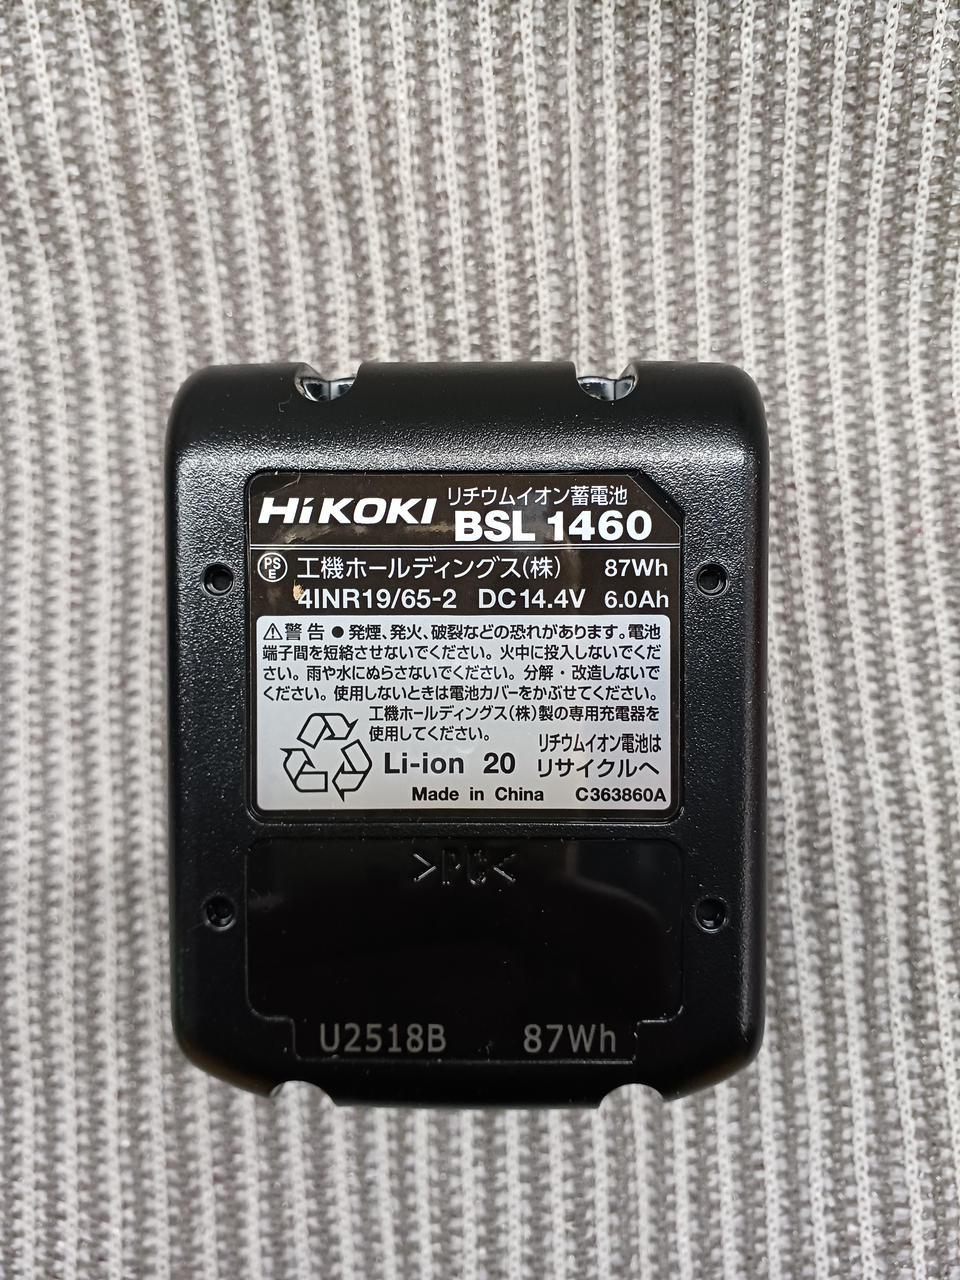 HiKOKI リチウムイオン蓄電池
BSL 1460
PSE 工機ホールディングス(株) 87Wh
4INR19/65-2 DC14.4V 6.0Ah
⚠警告 ●発煙、発火、破裂などの恐れがあります。電池
端子間を短絡させないでください。火中に投入しないでくだ
さい。雨や水にぬらさないでください。分解・改造しないで
ください。使用しないときは電池カバーをかぶせてください。
工機ホールディングス(株)製の専用充電器を
使用してください。
リチウムイオン電池は
Li-ion 20 リサイクルへ
Made in China C363860A
>PC<
U2518B 87Wh